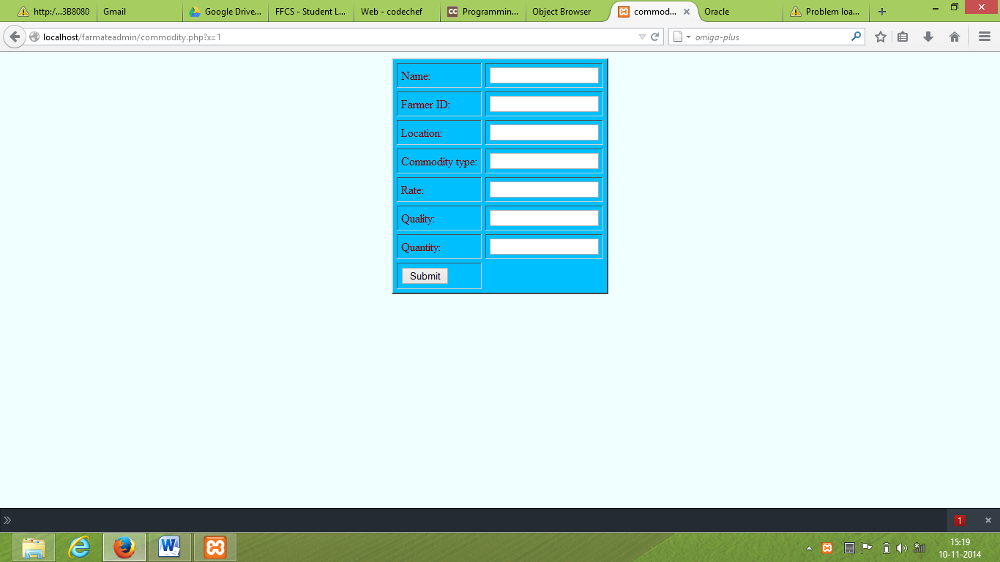 http:/...3B8080
Gmail
Google Drive...
FFCS - Student L...
Web - codechef
CC Programmin...
Object Browser
commod...
Oracle
Problem loa...
localhost/farmateadmin/commodity.php?x=1
omiga-plus
Name:
Farmer ID:
Location:
Commodity type:
Rate:
Quality:
Quantity:
Submit
1
15:19
10-11-2014